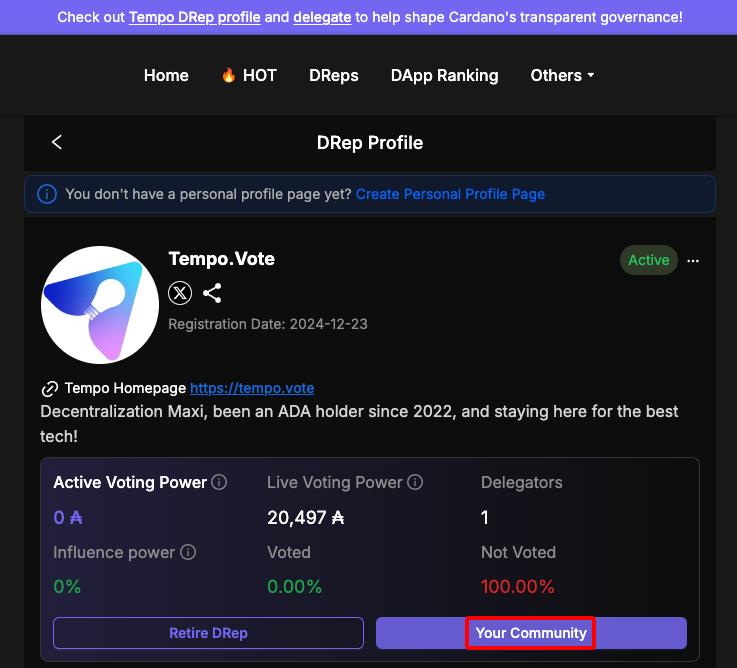 Check out Tempo DRep profile and delegate to help shape Cardano's transparent governance!
Home 🔥 HOT DReps DApp Ranking Others
DRep Profile
You don't have a personal profile page yet? Create Personal Profile Page
Tempo.Vote
Active
Registration Date: 2024-12-23
Tempo Homepage https://tempo.vote
Decentralization Maxi, been an ADA holder since 2022, and staying here for the best
tech!
Active Voting Power Live Voting Power Delegators
0 ₳ 20,497 ₳ 1
Influence power Voted Not Voted
0% 0.00% 100.00%
Retire DRep Your Community